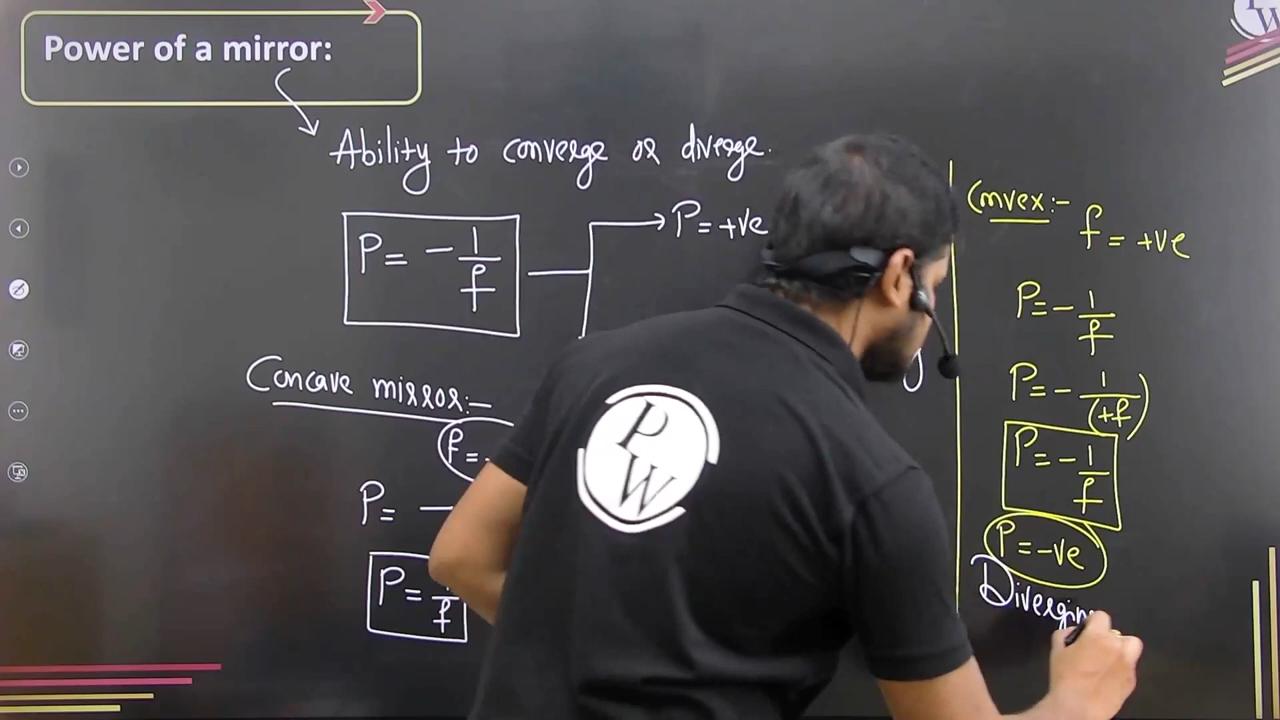 Power of a mirror:
Ability to converge or diverge.
P = - 1/f
P = +ve
Concave mirror:-
f =
P = -
P = 1/f
Convex:-
f = +ve
P = - 1/f
P = - 1/(+f)
P = - 1/f
P = -ve
Diverging
P
W